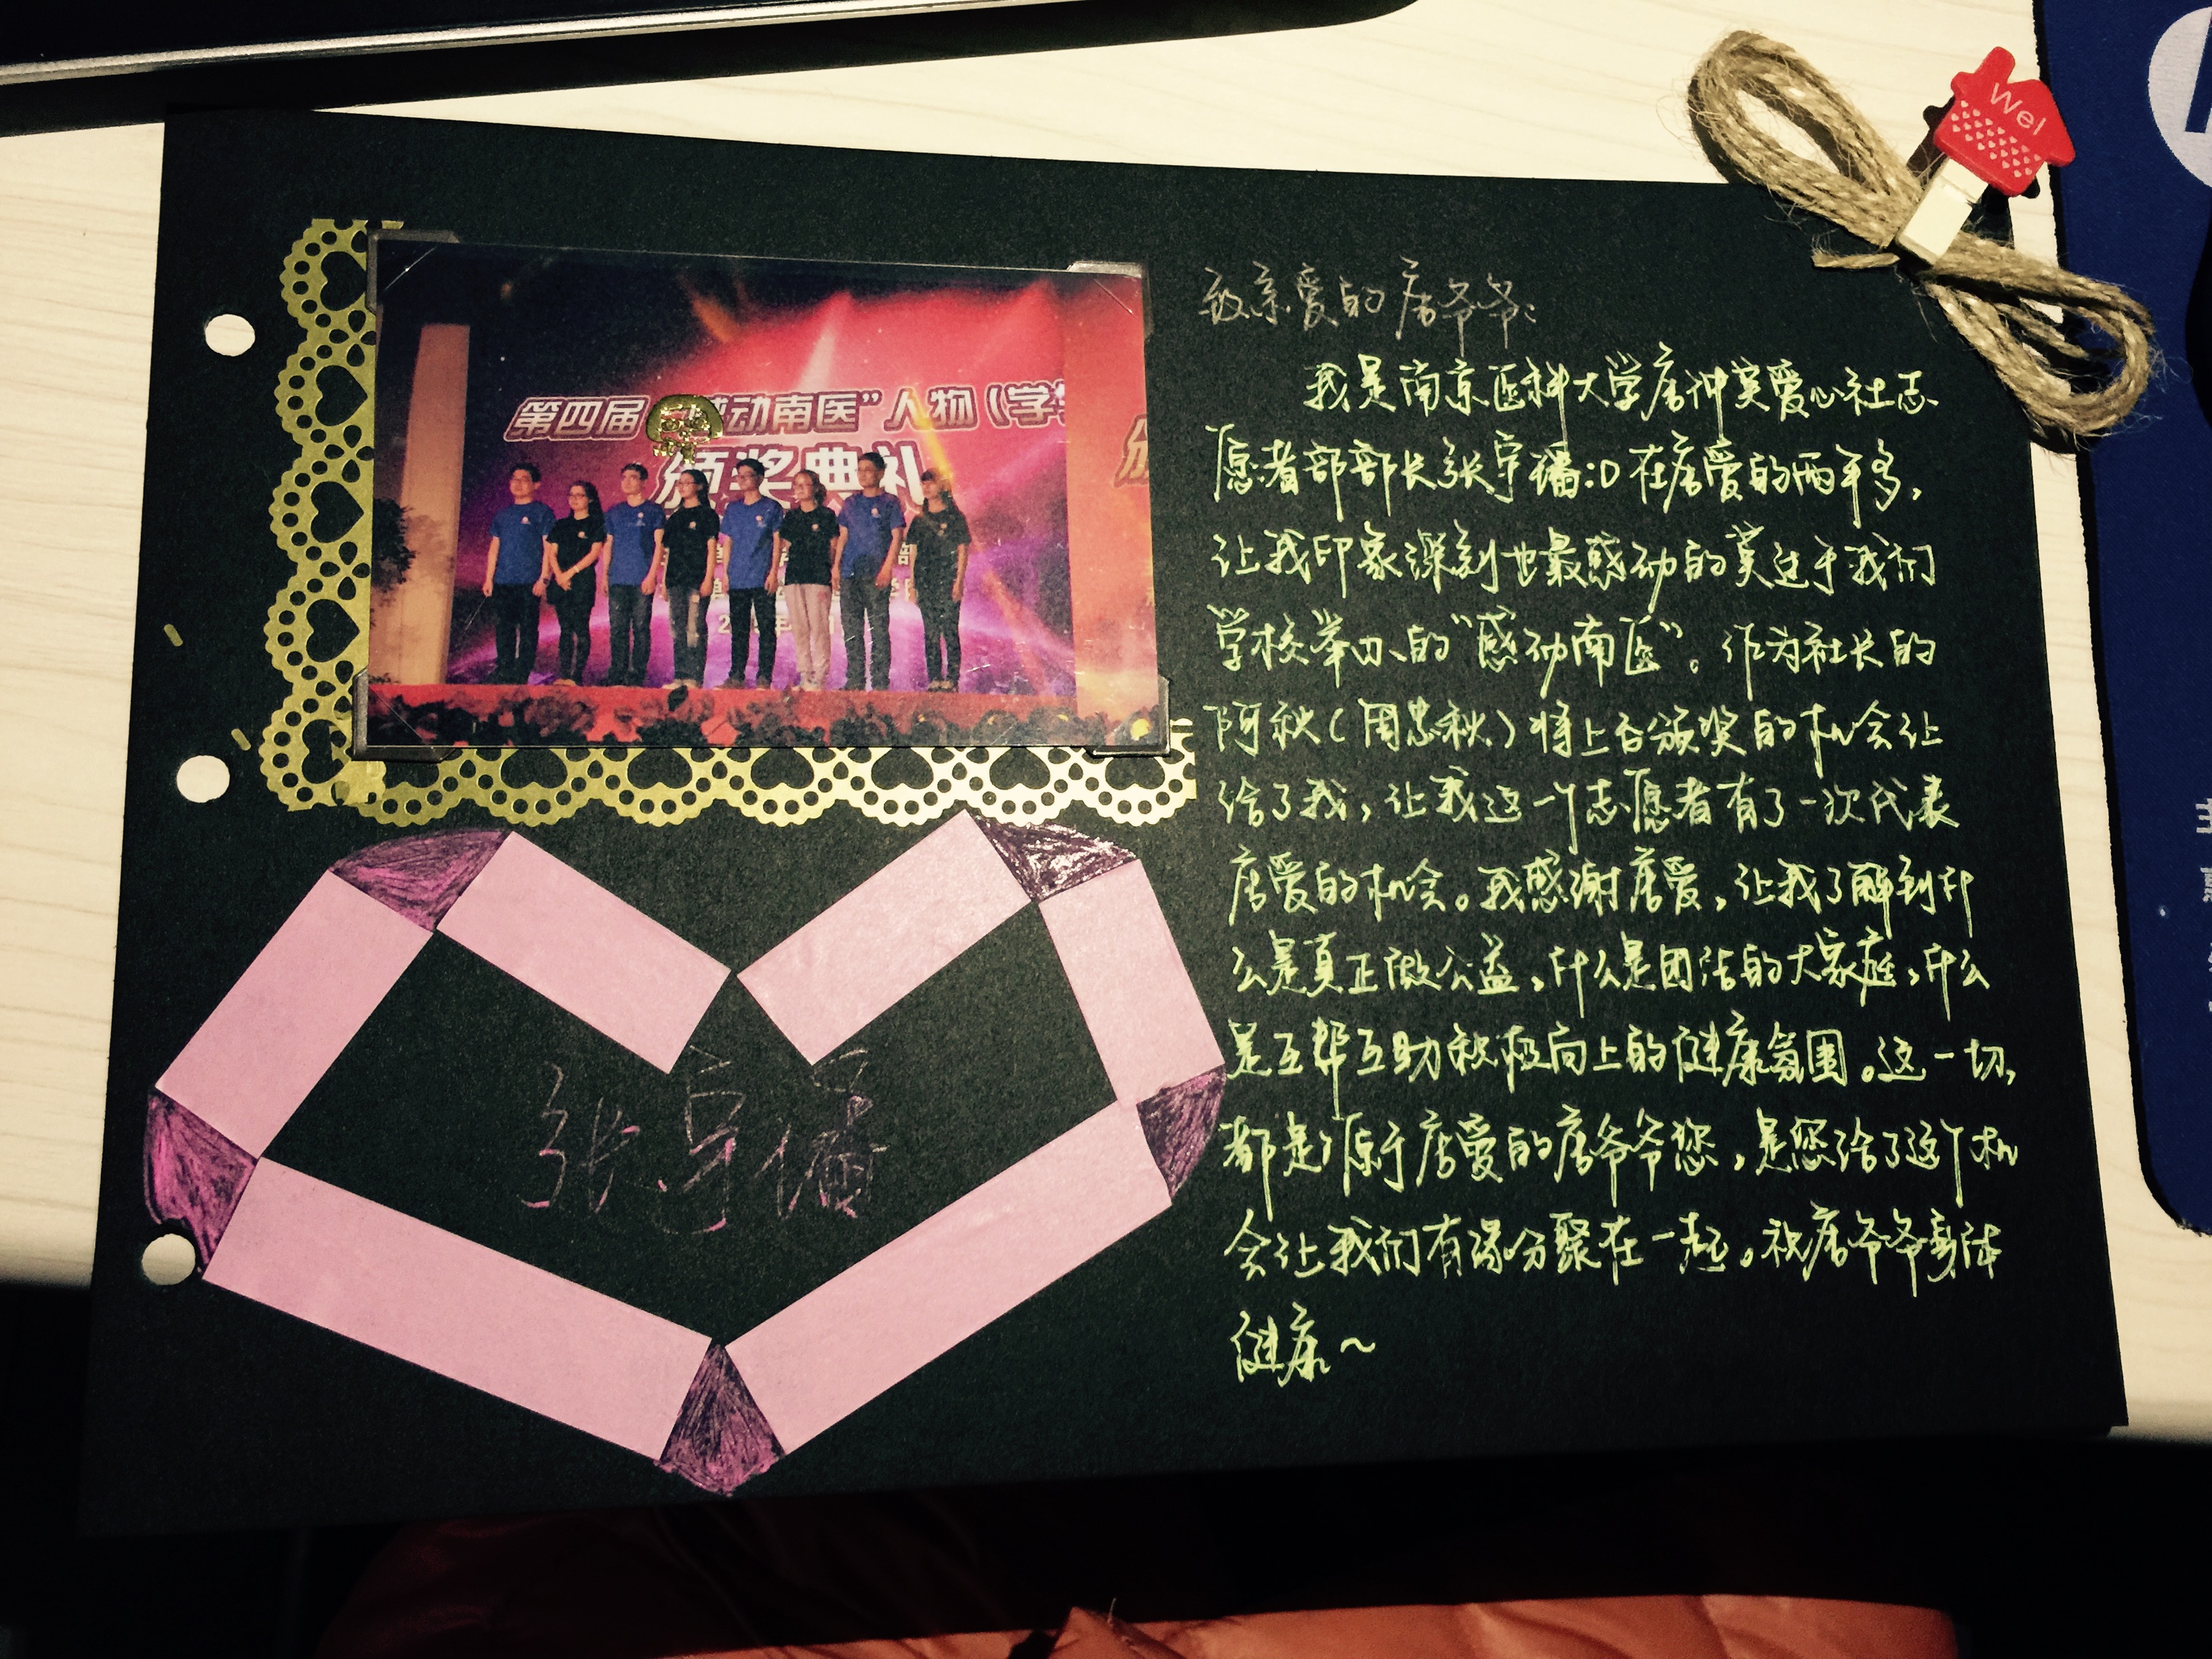 第四届"感动南医"人物(学生
颁奖典礼
颁
Wel
致亲爱的唐爷爷:
我是南京医科大学唐仲英爱心社志
愿者部部长张宇璠:D在唐爱的两年多,
让我印象深刻也最感动的莫过于我们
学校举办的"感动南医"。作为社长的
阿秋(周慧秋)将上台颁奖的机会让
给了我,让我这一个志愿者有了一次代表
唐爱的机会。我感谢唐爱,让我了解到什
么是真正做公益,什么是团结的大家庭,什么
是互帮互助积极向上的健康氛围。这一切,
都是源于唐爱的唐爷爷您,是您给了这个机
会让我们有缘分聚在一起。祝唐爷爷身体
健康~
张宇璠